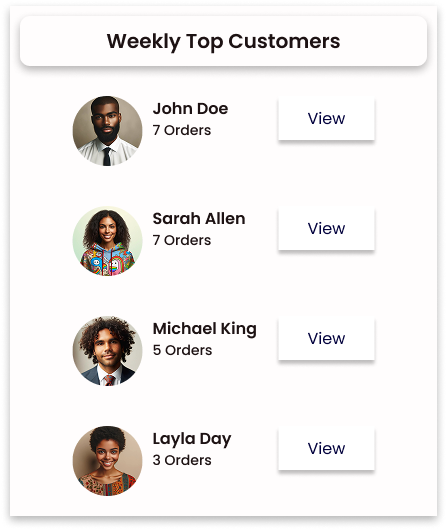 Weekly Top Customers
John Doe
7 Orders
View
Sarah Allen
7 Orders
View
Michael King
5 Orders
View
Layla Day
3 Orders
View